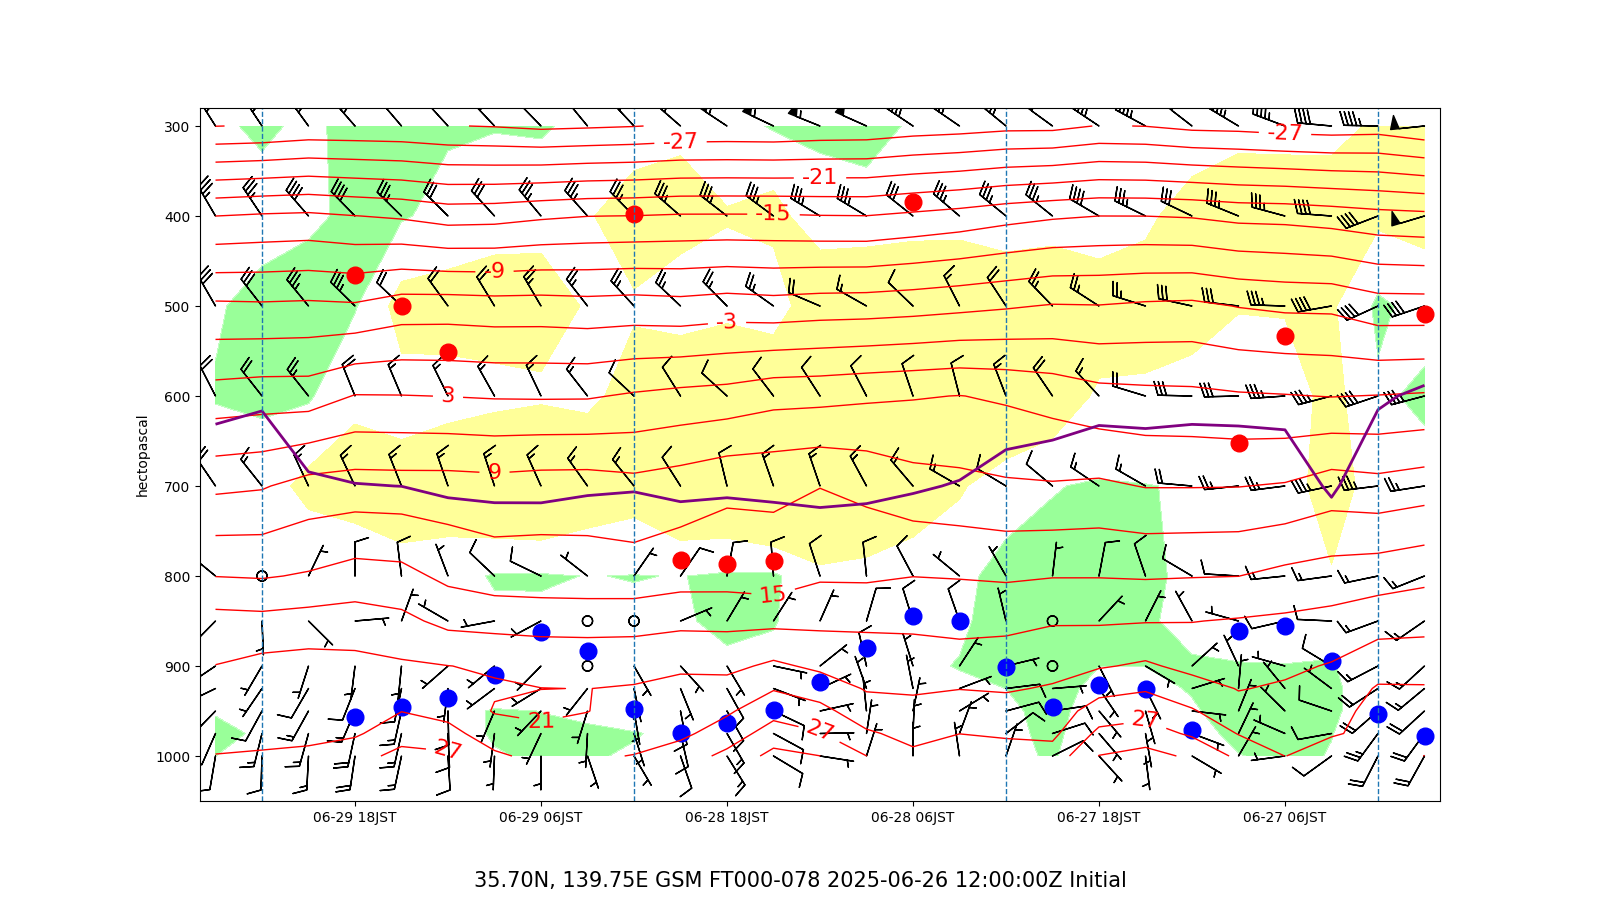 300
-27
-27
-21
400
-15
-9
500
-3
600
3
hectopascal
9
700
800
15
900
21
27
27
27
1000
06-29 18JST
06-29 06JST
06-28 18JST
06-28 06JST
06-27 18JST
06-27 06JST
35.70N, 139.75E GSM FT000-078 2025-06-26 12:00:00Z Initial